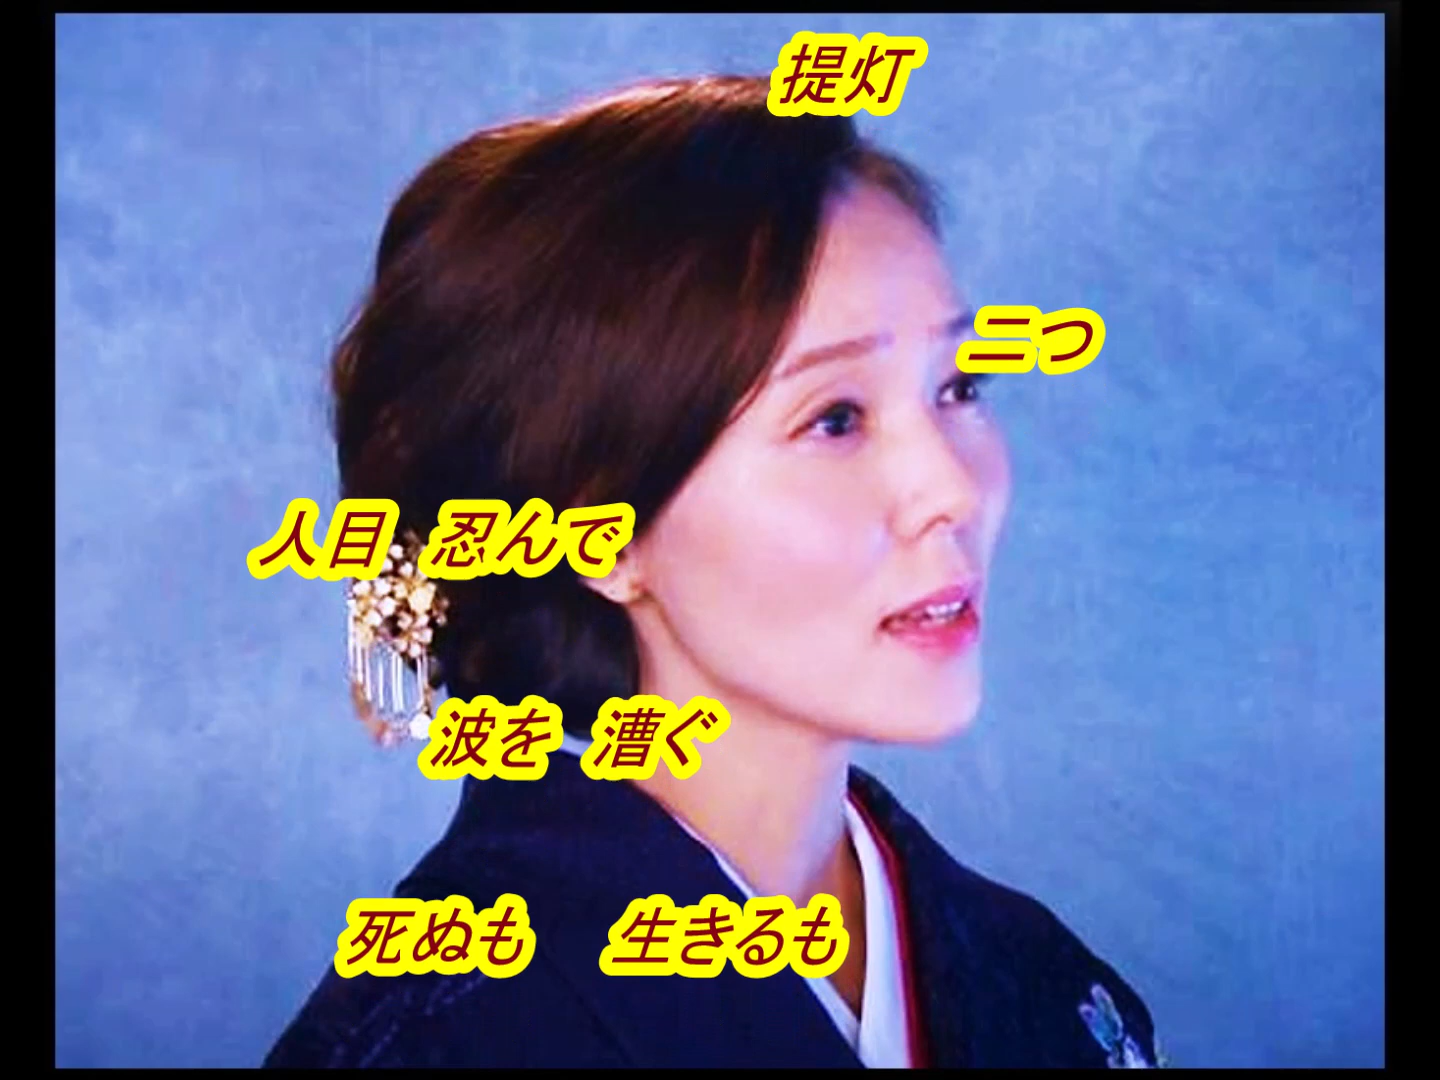 提灯
二つ
人目 忍んで
波を 漕ぐ
死ぬも 生きるも